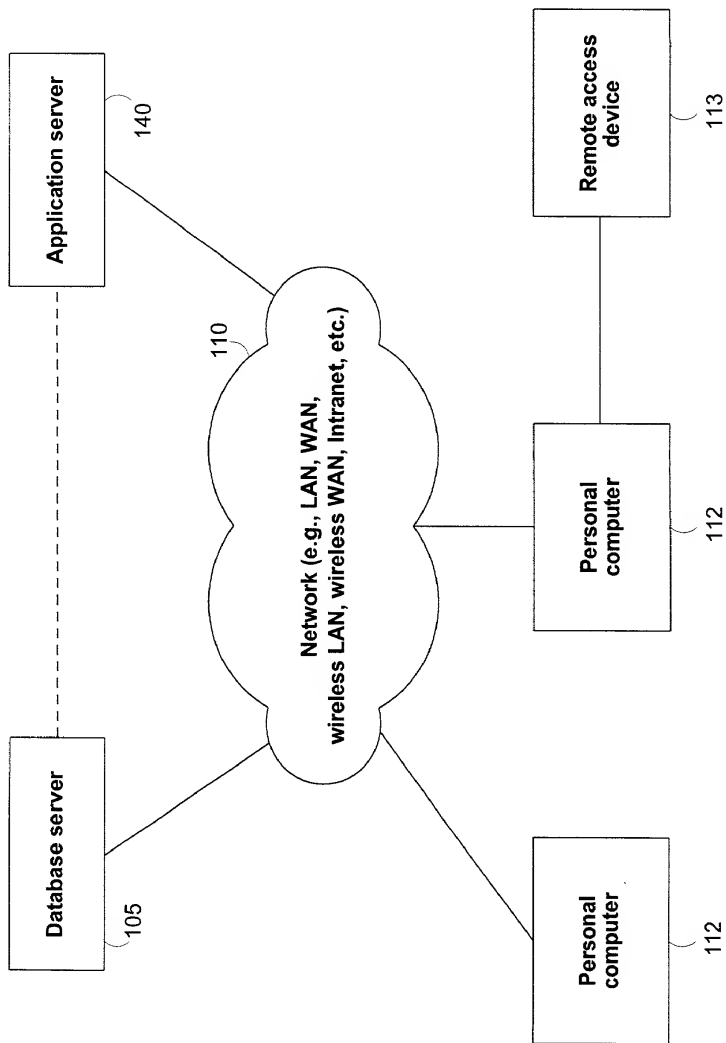 Database server
105
Application server
140
110
Network (e.g., LAN, WAN,
wireless LAN, wireless WAN, Intranet, etc.)
Personal
computer
112
Personal
computer
112
Remote access
device
113